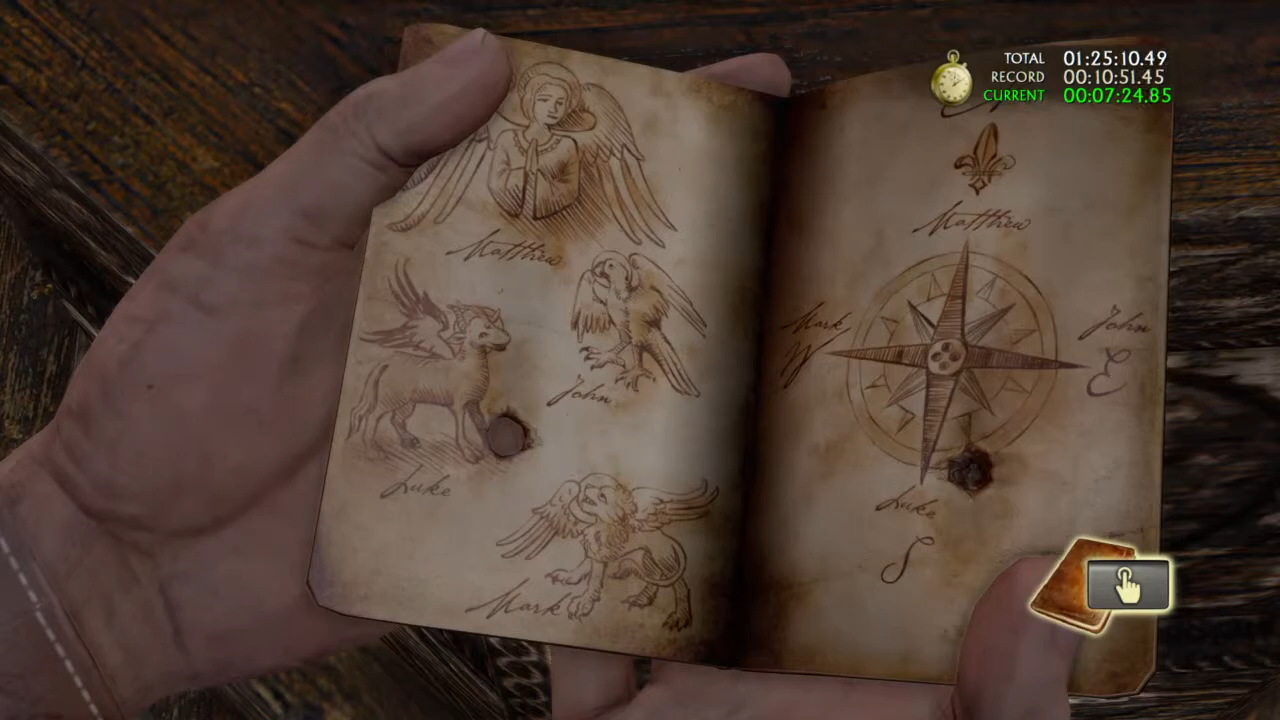 TOTAL 01:25:10.49
RECORD 00:10:51.45
CURRENT 00:07:24.85
Matthew
John
Luke
Mark
Matthew
Mark
W
John
E
Luke
S